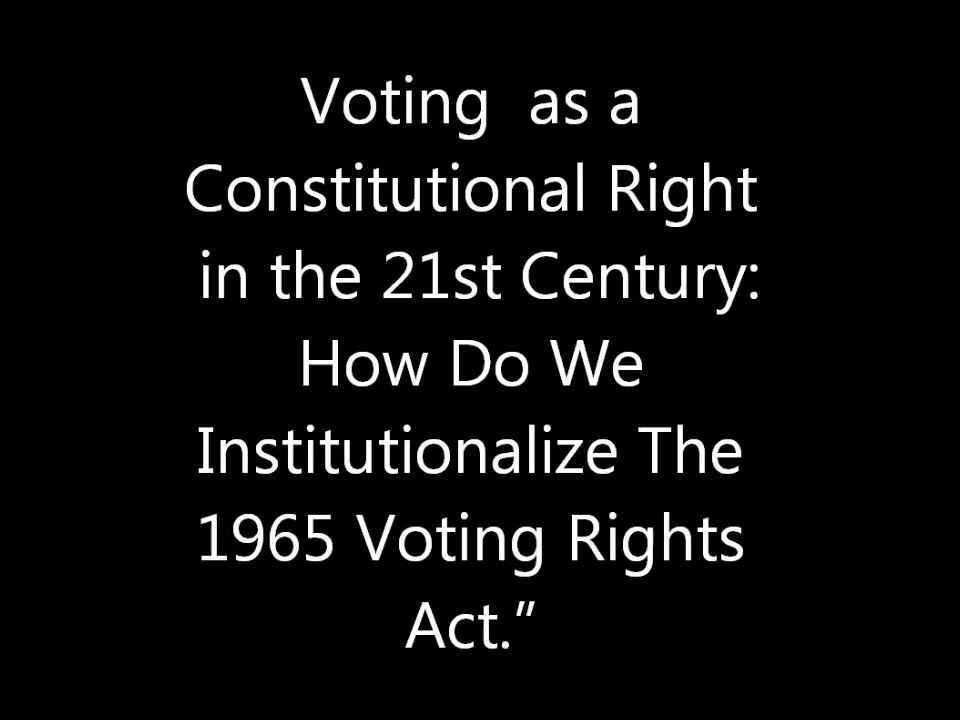 Voting  as a
Constitutional Right
in the 21st Century:
How Do We
Institutionalize The
1965 Voting Rights
Act.”